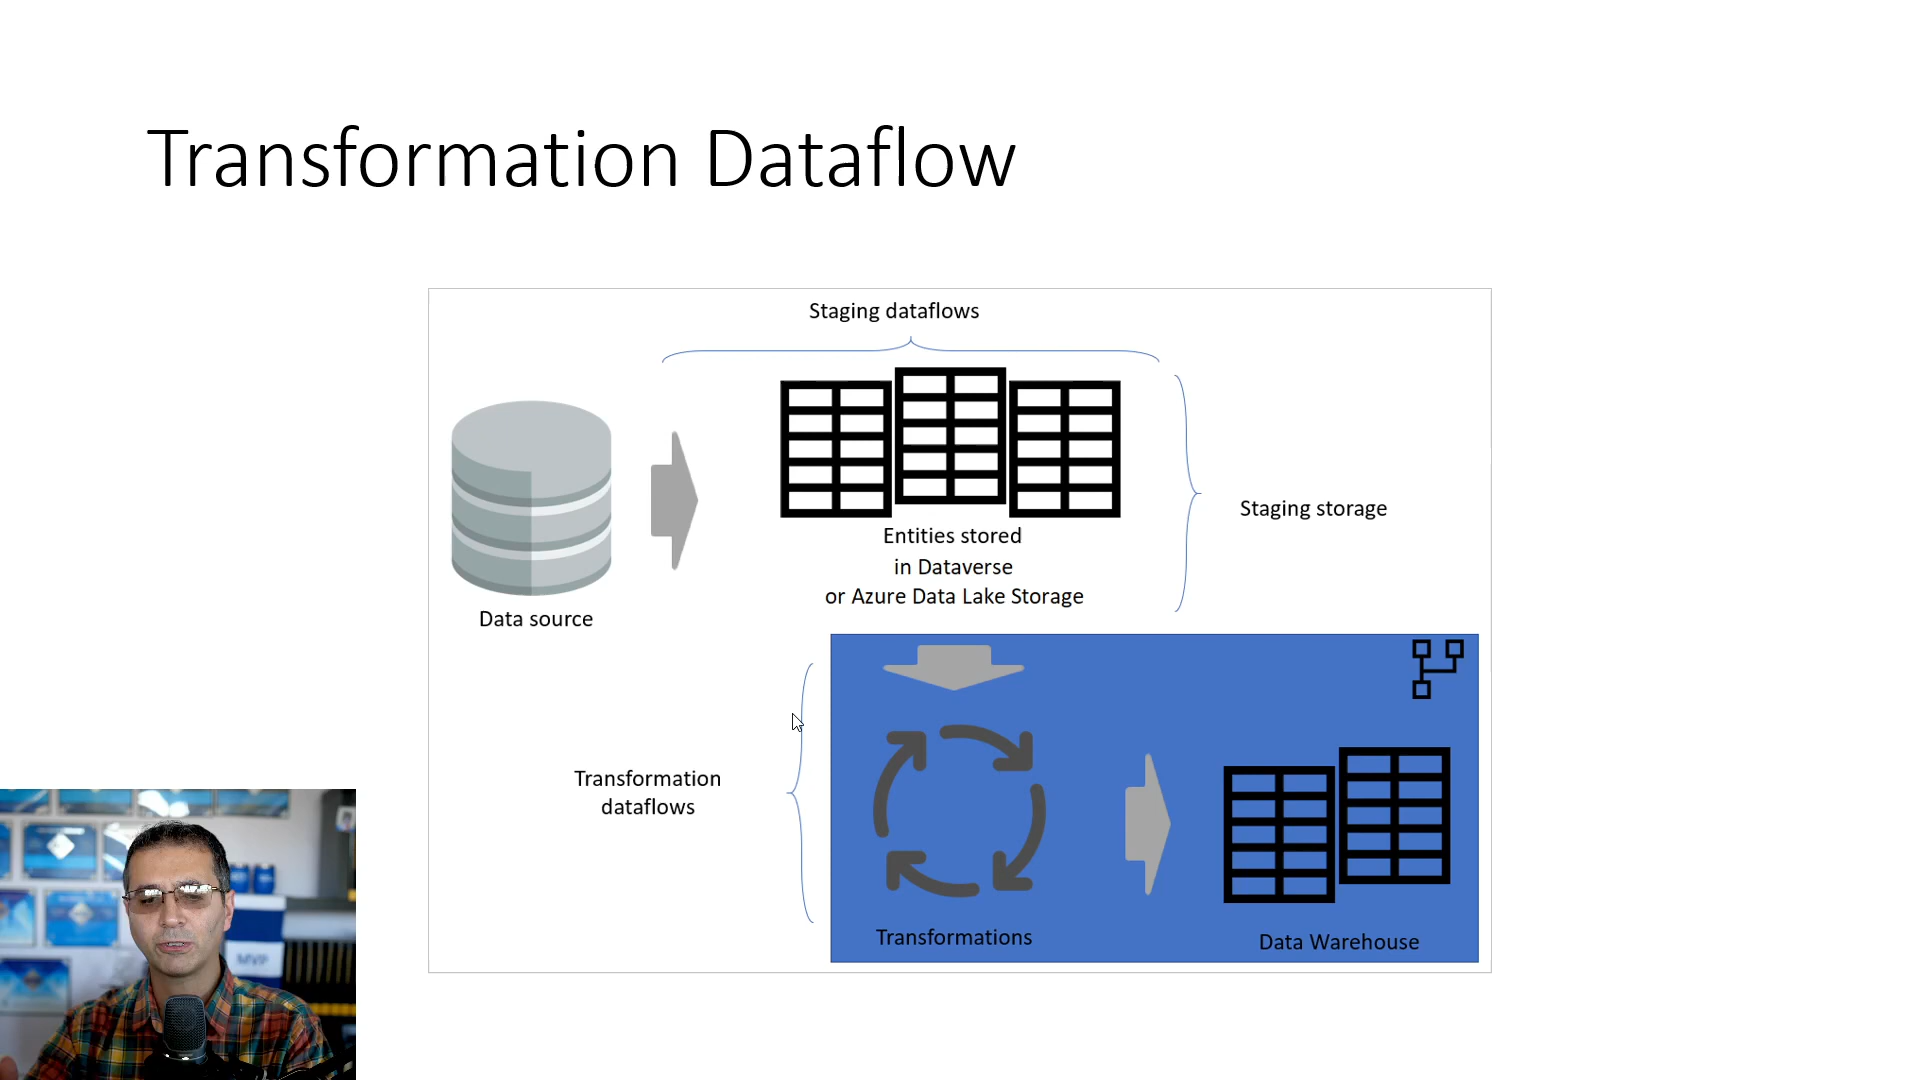 Transformation Dataflow
Staging dataflows
Entities stored
in Dataverse
or Azure Data Lake Storage
Staging storage
Data source
Transformation
dataflows
Transformations
Data Warehouse
MVP